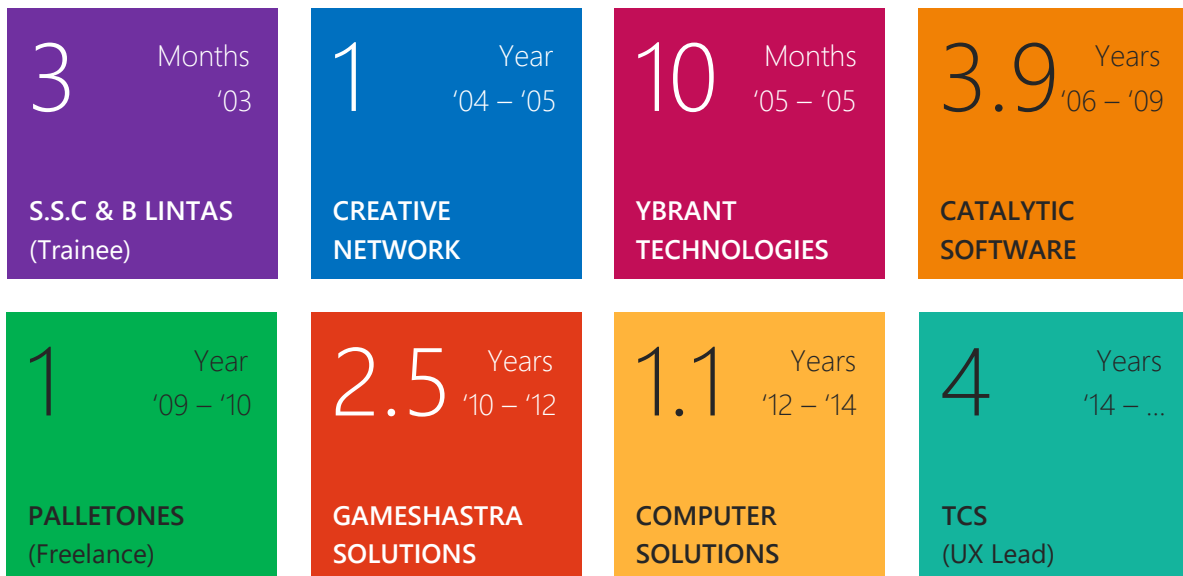 3 Months
‘03
S.S.C & B LINTAS
(Trainee)
1 Year
‘04 – ‘05
CREATIVE
NETWORK
10 Months
‘05 – ‘05
YBRANT
TECHNOLOGIES
3.9 Years
‘06 – ‘09
CATALYTIC
SOFTWARE
1 Year
‘09 – ‘10
PALLETONES
(Freelance)
2.5 Years
‘10 – ‘12
GAMESHASTRA
SOLUTIONS
1.1 Years
‘12 – ‘14
COMPUTER
SOLUTIONS
4 Years
‘14 – ...
TCS
(UX Lead)